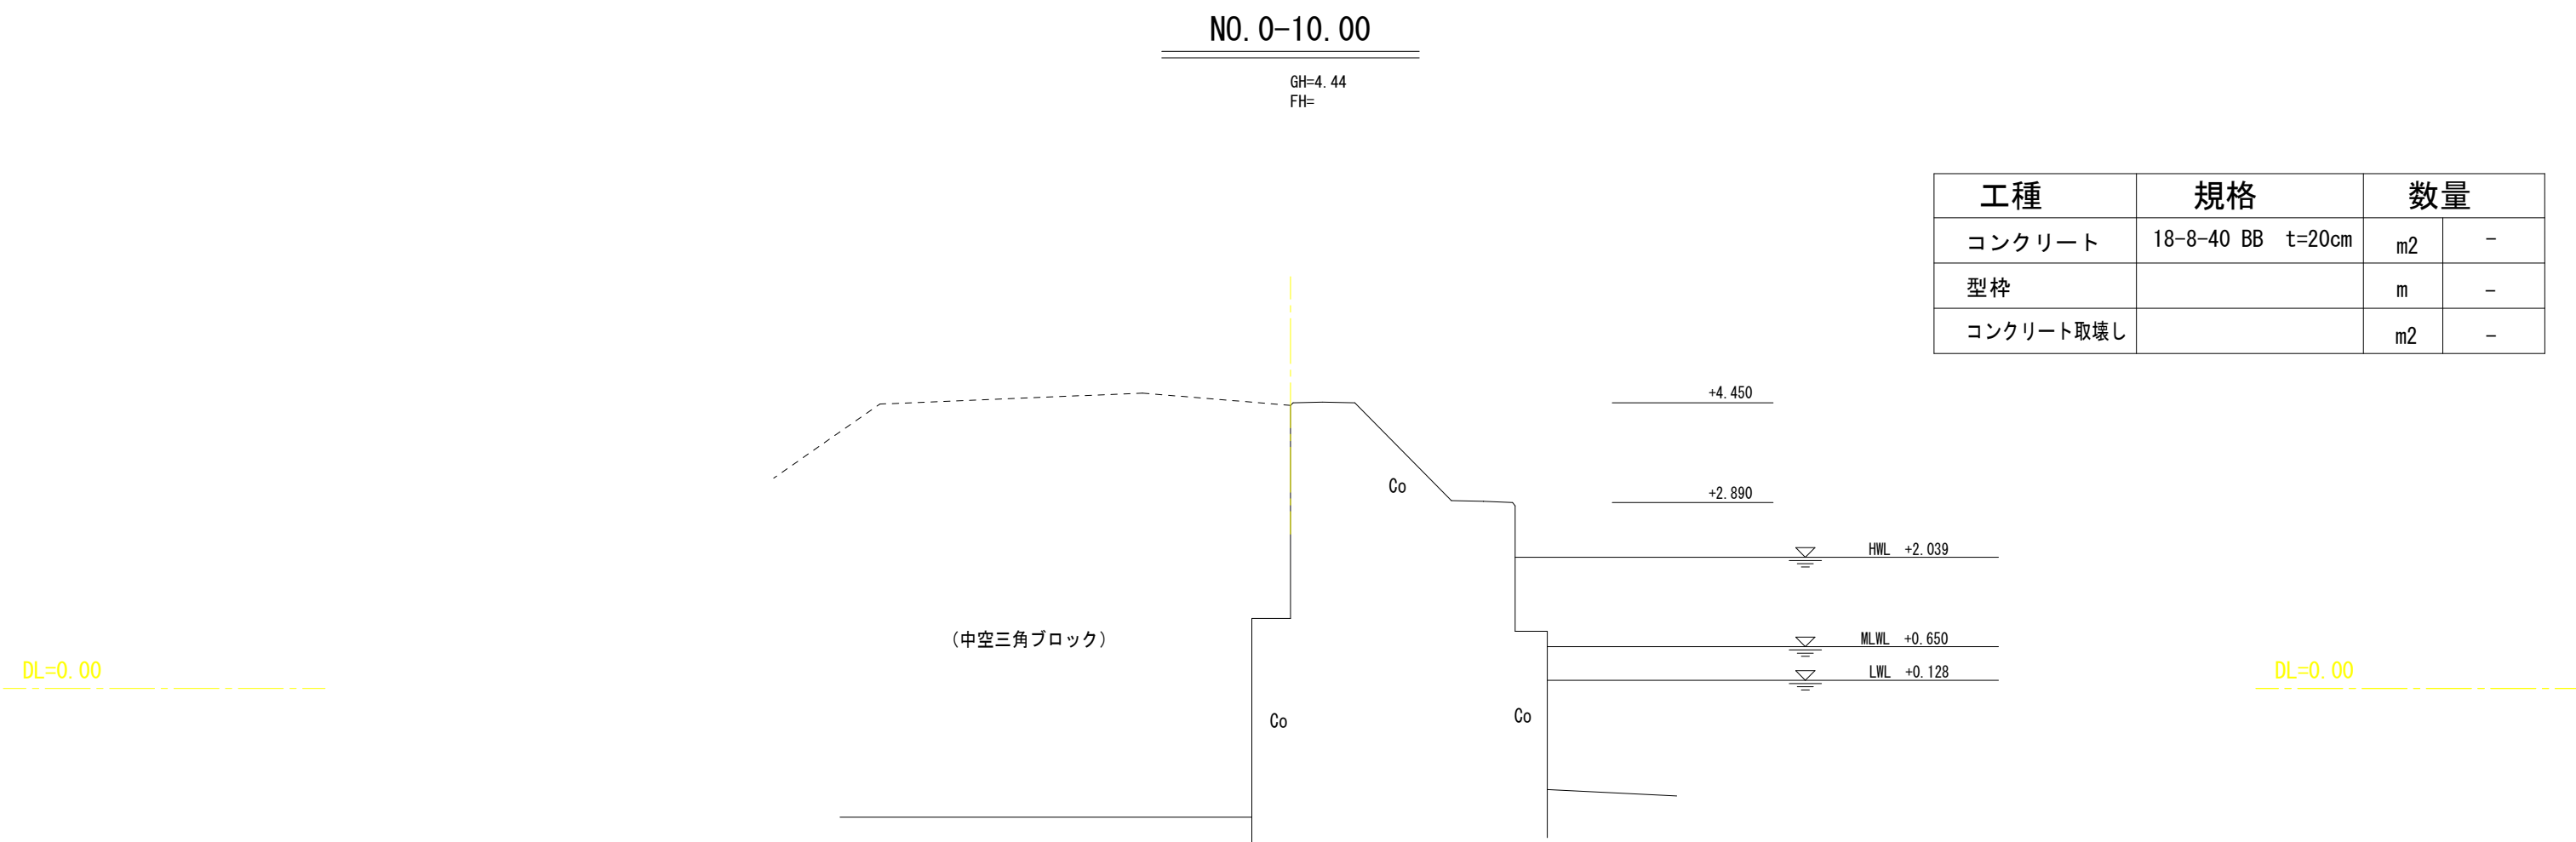 NO.0-10.00
GH=4.44
FH=
工種 規格 数量
コンクリート 18-8-40 BB t=20cm m2 -
型枠 m -
コンクリート取壊し m2 -
+4.450
Co
+2.890
HWL +2.039
(中空三角ブロック)
MLWL +0.650
DL=0.00
LWL +0.128
DL=0.00
Co
Co